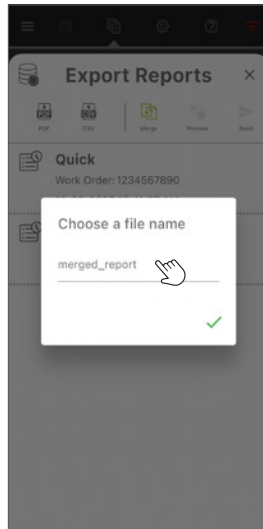 Export Reports
PDF CSV Merge Preview Send
Quick
Work Order: 1234567890
Choose a file name
merged_report